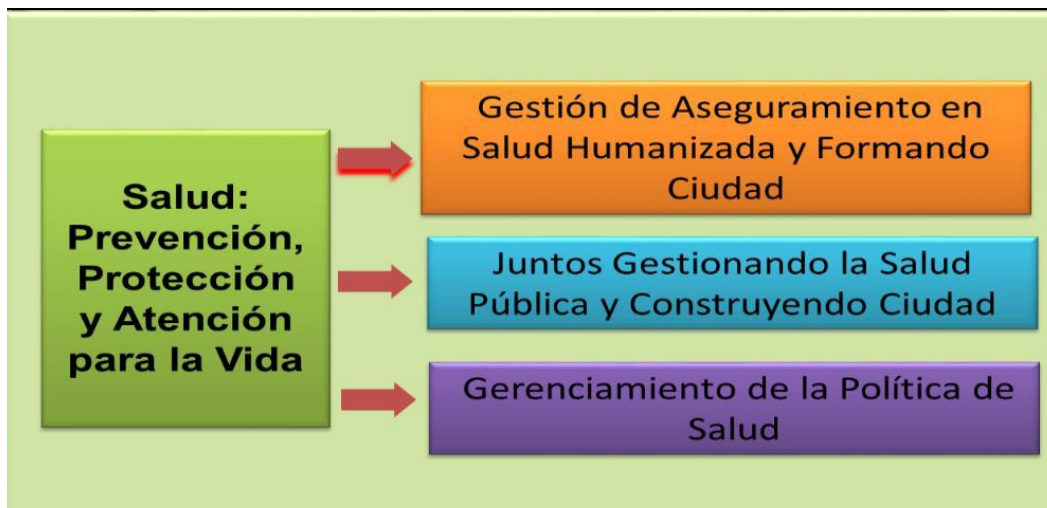 Salud:
Prevención,
Protección
y Atención
para la Vida
Gestión de Aseguramiento en
Salud Humanizada y Formando
Ciudad
Juntos Gestionando la Salud
Pública y Construyendo Ciudad
Gerenciamiento de la Política de
Salud